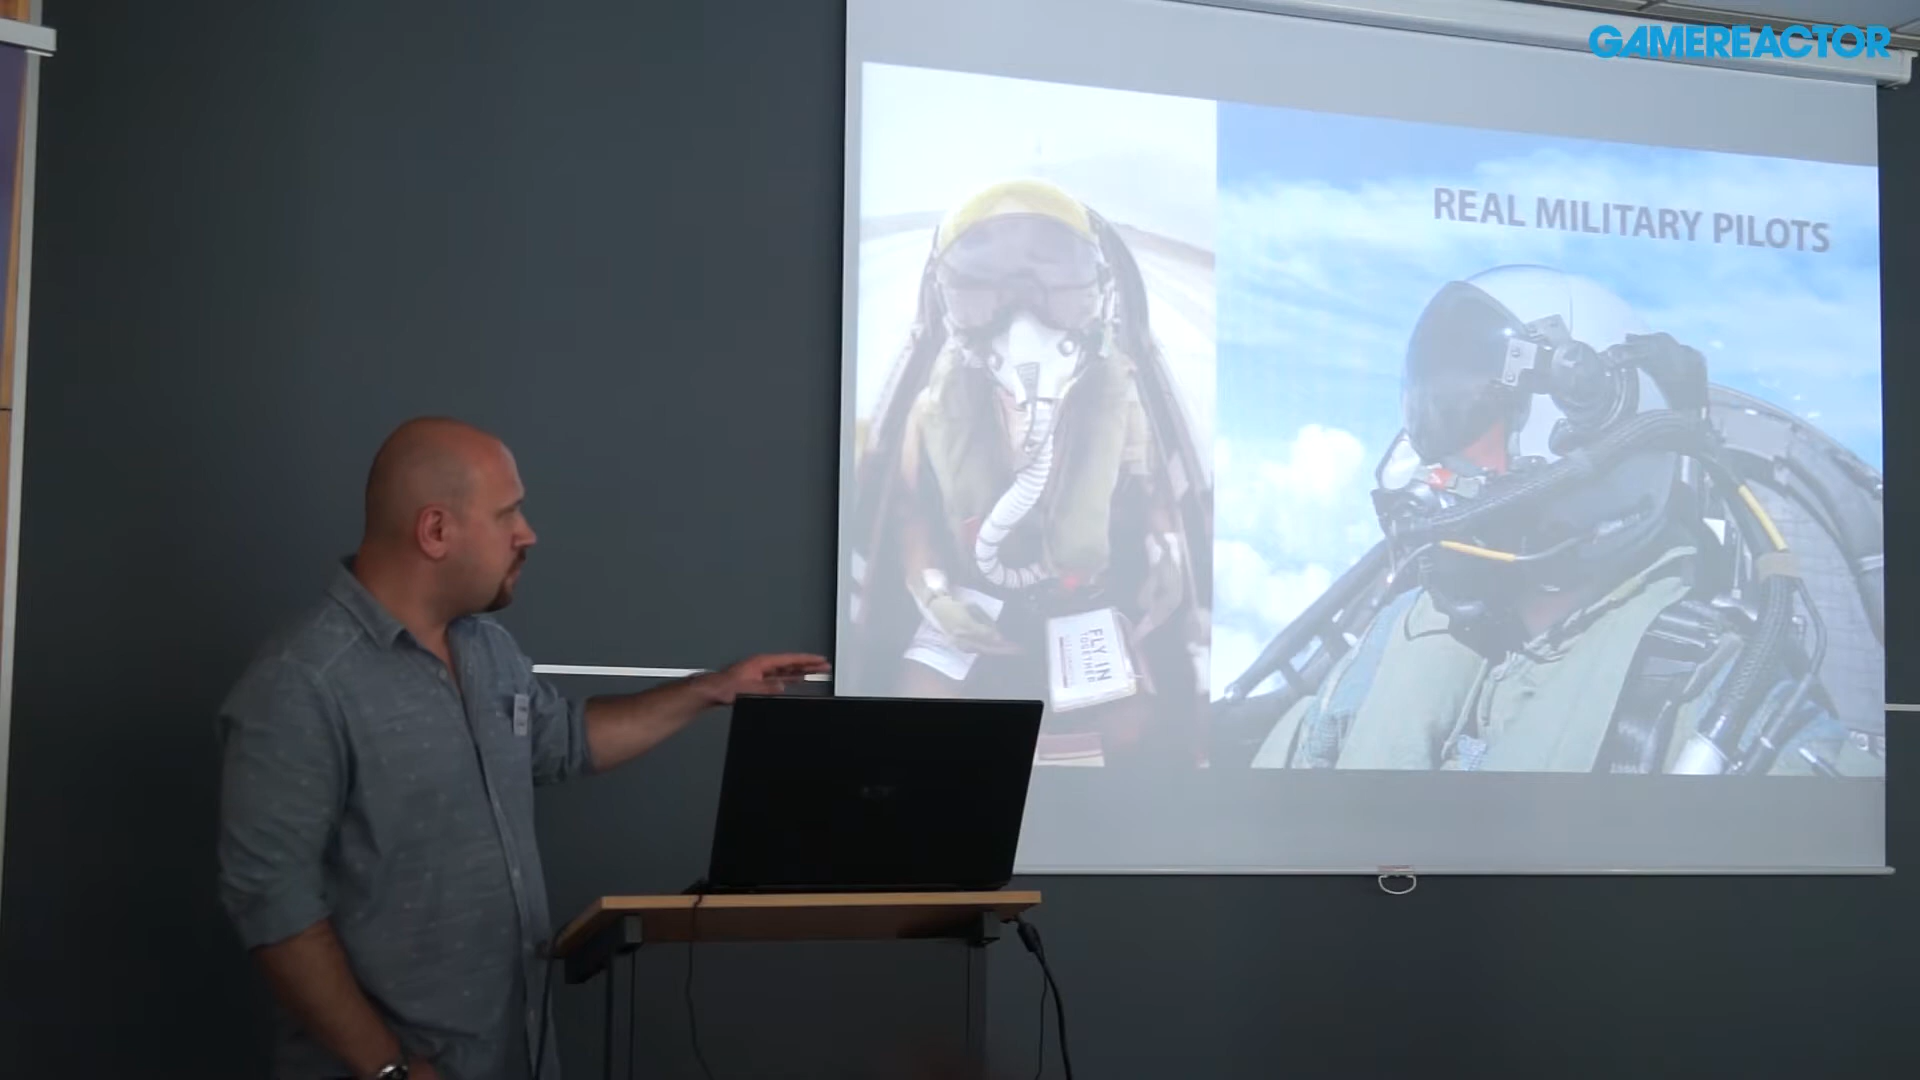 GAMEREACTOR
REAL MILITARY PILOTS
FLY IN
TOGETHER